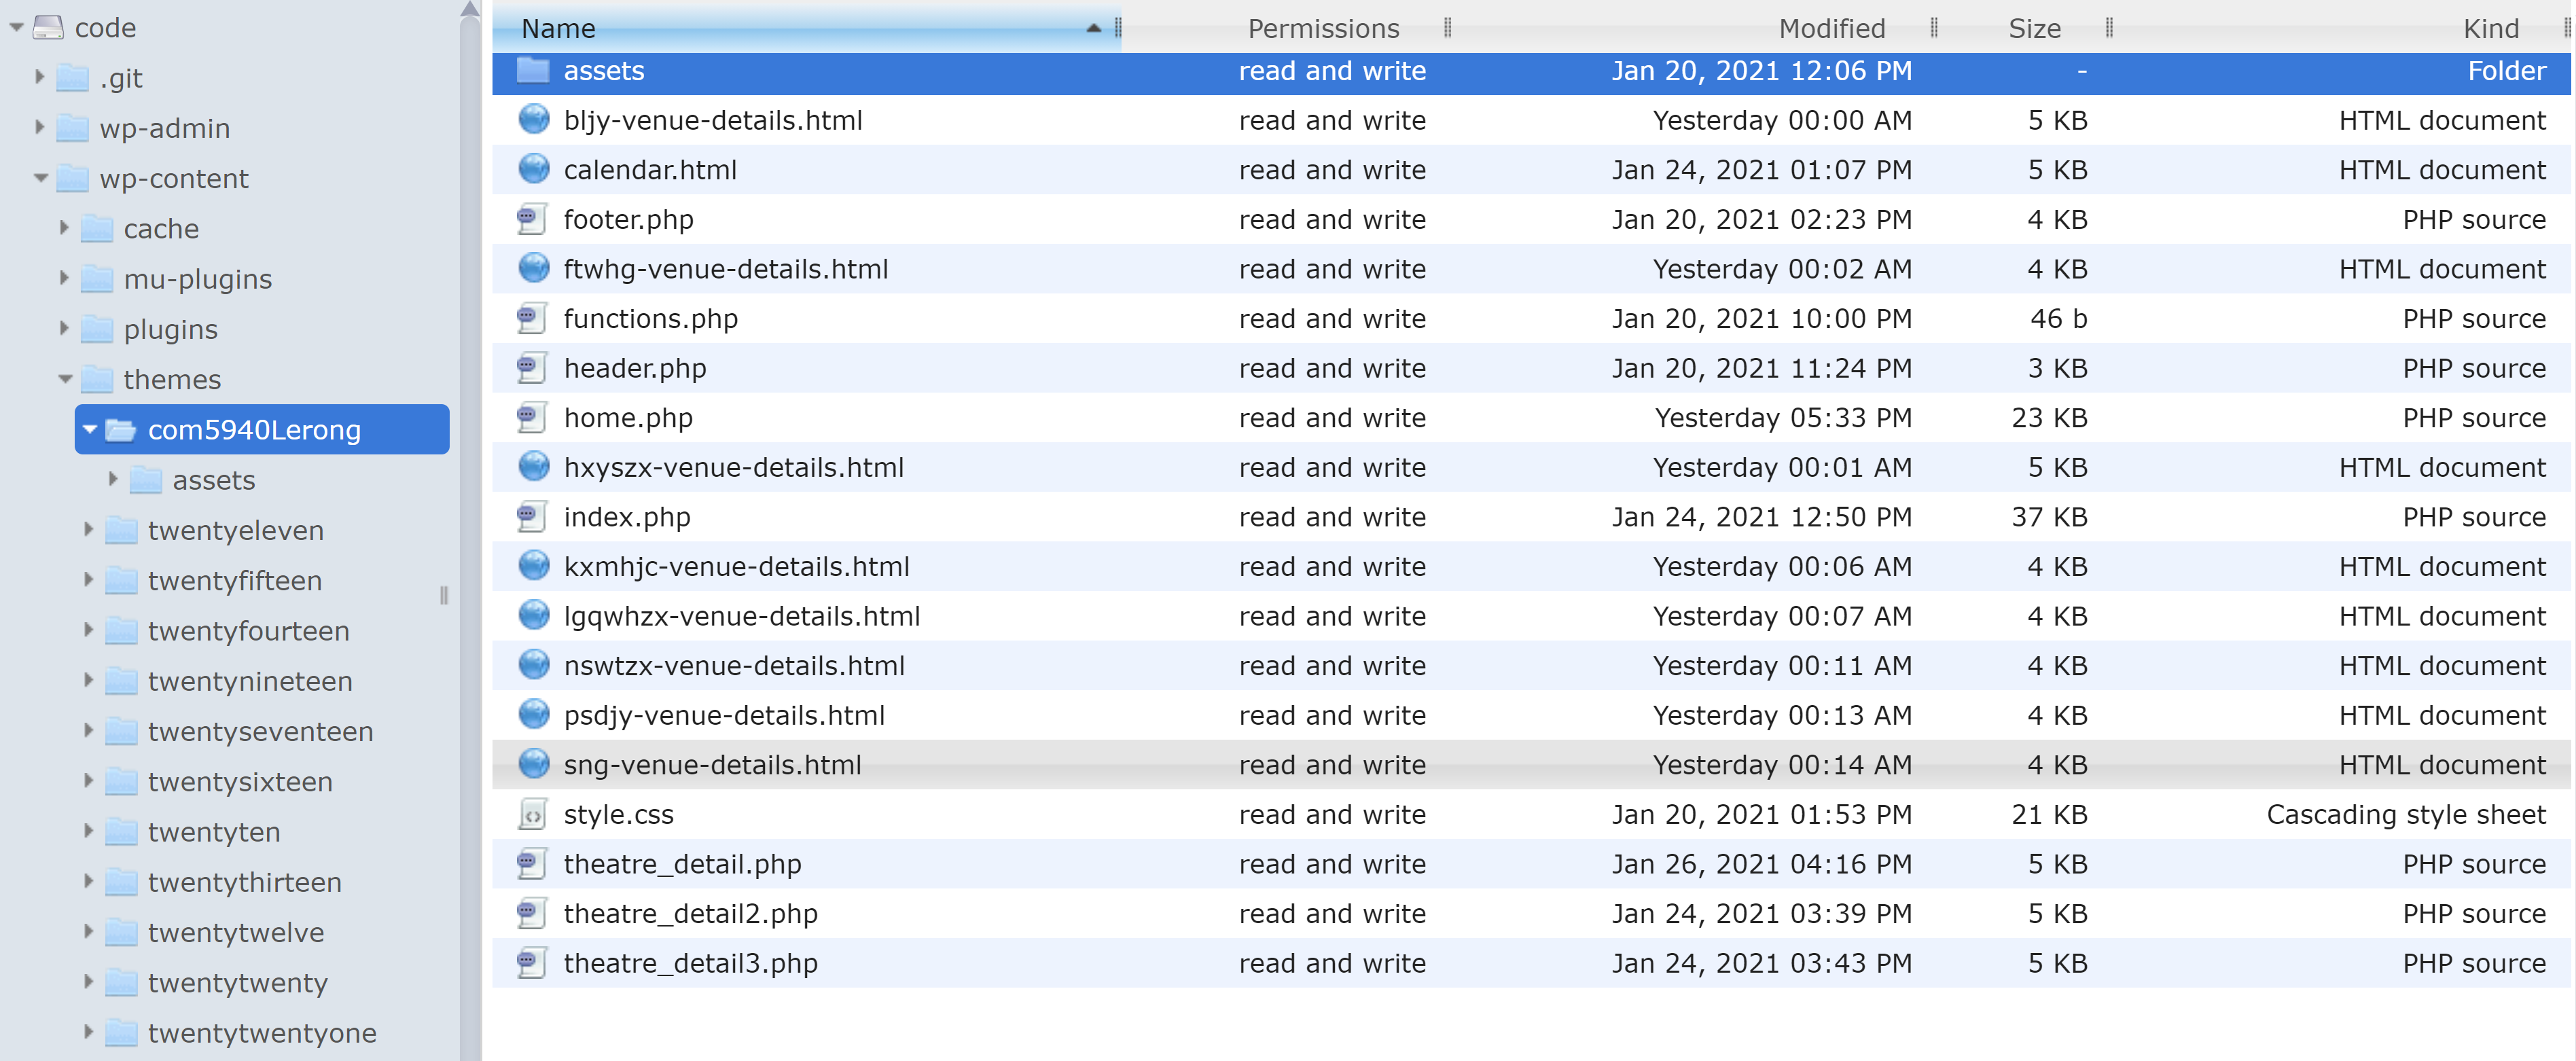 code
.git
wp-admin
wp-content
cache
mu-plugins
plugins
themes
com5940Lerong
assets
twentyeleven
twentyfifteen
twentyfourteen
twentynineteen
twentyseventeen
twentysixteen
twentyten
twentythirteen
twentytwelve
twentytwenty
twentytwentyone
Name Permissions Modified Size Kind
assets read and write Jan 20, 2021 12:06 PM - Folder
bljy-venue-details.html read and write Yesterday 00:00 AM 5 KB HTML document
calendar.html read and write Jan 24, 2021 01:07 PM 5 KB HTML document
footer.php read and write Jan 20, 2021 02:23 PM 4 KB PHP source
ftwhg-venue-details.html read and write Yesterday 00:02 AM 4 KB HTML document
functions.php read and write Jan 20, 2021 10:00 PM 46 b PHP source
header.php read and write Jan 20, 2021 11:24 PM 3 KB PHP source
home.php read and write Yesterday 05:33 PM 23 KB PHP source
hxyszx-venue-details.html read and write Yesterday 00:01 AM 5 KB HTML document
index.php read and write Jan 24, 2021 12:50 PM 37 KB PHP source
kxmhjc-venue-details.html read and write Yesterday 00:06 AM 4 KB HTML document
lgqwhzx-venue-details.html read and write Yesterday 00:07 AM 4 KB HTML document
nswtzx-venue-details.html read and write Yesterday 00:11 AM 4 KB HTML document
psdjy-venue-details.html read and write Yesterday 00:13 AM 4 KB HTML document
sng-venue-details.html read and write Yesterday 00:14 AM 4 KB HTML document
style.css read and write Jan 20, 2021 01:53 PM 21 KB Cascading style sheet
theatre_detail.php read and write Jan 26, 2021 04:16 PM 5 KB PHP source
theatre_detail2.php read and write Jan 24, 2021 03:39 PM 5 KB PHP source
theatre_detail3.php read and write Jan 24, 2021 03:43 PM 5 KB PHP source